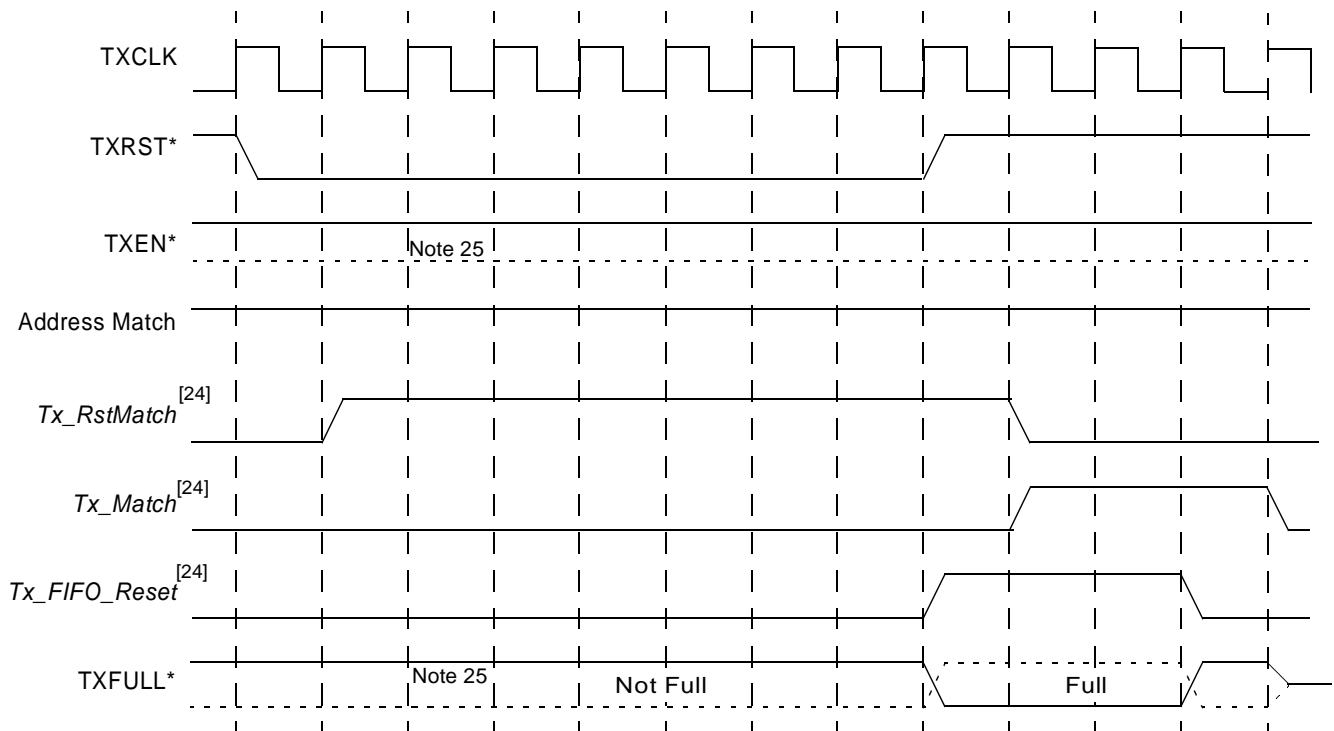 TXCLK
TXRST*
TXEN*
Note 25
Address Match
Tx_RstMatch[24]
Tx_Match[24]
Tx_FIFO_Reset[24]
TXFULL*
Note 25
Not Full
Full